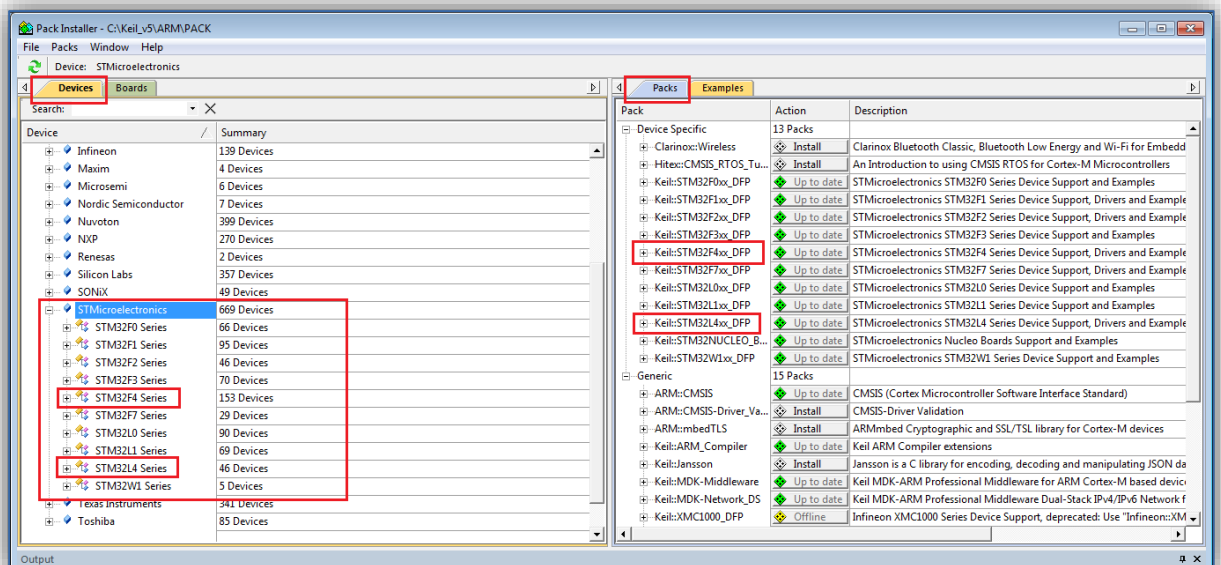 Pack Installer - C:\Keil_v5\ARM\PACK
File Packs Window Help
Device: STMicroelectronics
Devices Boards
Search:
Device Summary
Infineon 139 Devices
Maxim 4 Devices
Microsemi 6 Devices
Nordic Semiconductor 7 Devices
Nuvoton 399 Devices
NXP 270 Devices
Renesas 2 Devices
Silicon Labs 357 Devices
SONiX 49 Devices
STMicroelectronics 669 Devices
STM32F0 Series 66 Devices
STM32F1 Series 95 Devices
STM32F2 Series 46 Devices
STM32F3 Series 70 Devices
STM32F4 Series 153 Devices
STM32F7 Series 29 Devices
STM32L0 Series 90 Devices
STM32L1 Series 69 Devices
STM32L4 Series 46 Devices
STM32W1 Series 5 Devices
Texas Instruments 341 Devices
Toshiba 85 Devices
Packs Examples
Pack Action Description
Device Specific 13 Packs
Clarinox::Wireless Install Clarinox Bluetooth Classic, Bluetooth Low Energy and Wi-Fi for Embedd
Hitex::CMSIS_RTOS_Tu... Install An Introduction to using CMSIS RTOS for Cortex-M Microcontrollers
Keil::STM32F0xx_DFP Up to date STMicroelectronics STM32F0 Series Device Support and Examples
Keil::STM32F1xx_DFP Up to date STMicroelectronics STM32F1 Series Device Support, Drivers and Example
Keil::STM32F2xx_DFP Up to date STMicroelectronics STM32F2 Series Device Support, Drivers and Example
Keil::STM32F3xx_DFP Up to date STMicroelectronics STM32F3 Series Device Support and Examples
Keil::STM32F4xx_DFP Up to date STMicroelectronics STM32F4 Series Device Support, Drivers and Example
Keil::STM32F7xx_DFP Up to date STMicroelectronics STM32F7 Series Device Support, Drivers and Example
Keil::STM32L0xx_DFP Up to date STMicroelectronics STM32L0 Series Device Support and Examples
Keil::STM32L1xx_DFP Up to date STMicroelectronics STM32L1 Series Device Support and Examples
Keil::STM32L4xx_DFP Up to date STMicroelectronics STM32L4 Series Device Support, Drivers and Example
Keil::STM32NUCLEO_B... Up to date STMicroelectronics Nucleo Boards Support and Examples
Keil::STM32W1xx_DFP Up to date STMicroelectronics STM32W1 Series Device Support and Examples
Generic 15 Packs
ARM::CMSIS Up to date CMSIS (Cortex Microcontroller Software Interface Standard)
ARM::CMSIS-Driver_Va... Install CMSIS-Driver Validation
ARM::mbedTLS Install ARMmbed Cryptographic and SSL/TSL library for Cortex-M devices
Keil::ARM_Compiler Up to date Keil ARM Compiler extensions
Keil::Jansson Install Jansson is a C library for encoding, decoding and manipulating JSON da
Keil::MDK-Middleware Up to date Keil MDK-ARM Professional Middleware for ARM Cortex-M based device
Keil::MDK-Network_DS Up to date Keil MDK-ARM Professional Middleware Dual-Stack IPv4/IPv6 Network f
Keil::XMC1000_DFP Offline Infineon XMC1000 Series Device Support, deprecated: Use "Infineon::XM
Output